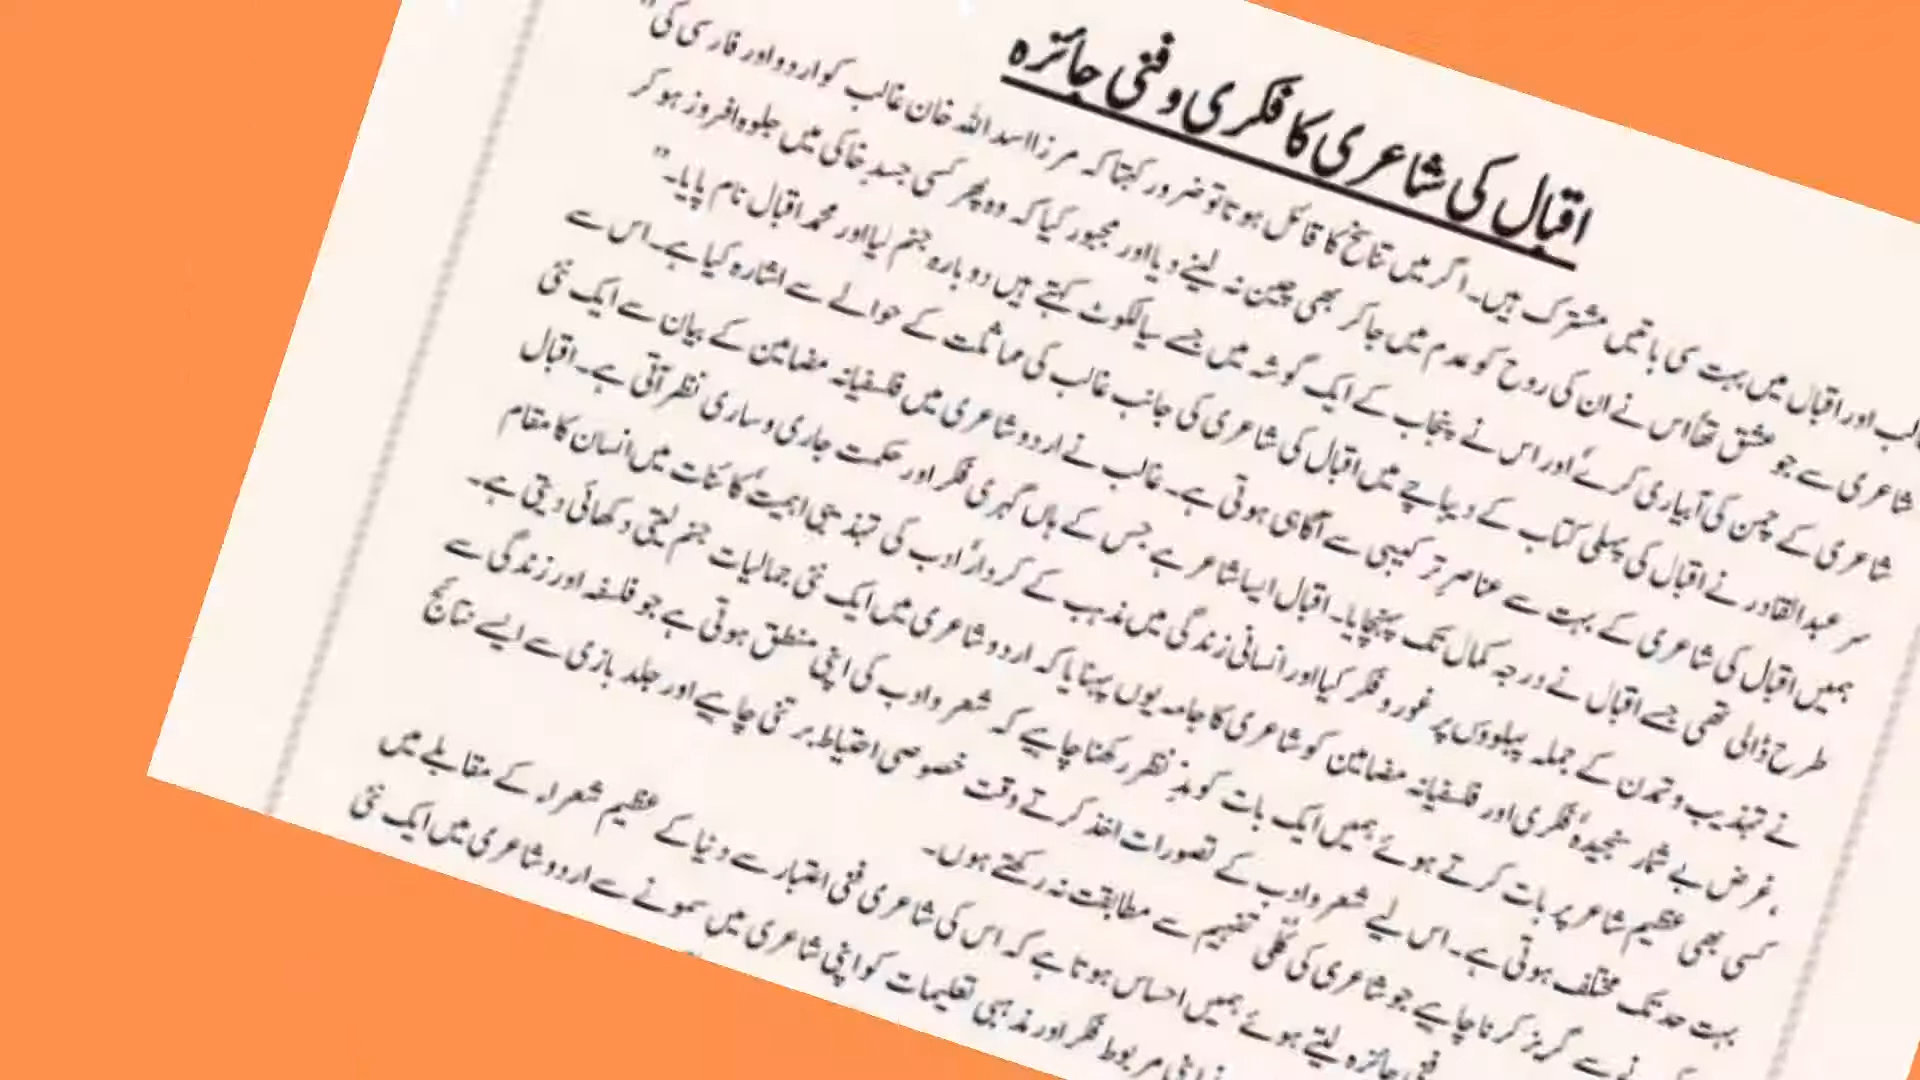 اقبال کی شاعری کا فکری و فنی جائزہ
غالب اور اقبال میں بہت سی باتیں مشترک ہیں۔ اگر میں تناسخ کا قائل ہوتا تو ضرور کہتا کہ مرزا اسد اللہ خان غالب کو اردو اور فارسی کی"
شاعری سے جو عشق تھا اس نے ان کی روح کو عدم میں جا کر بھی چین نہ لینے دیا اور مجبور کیا کہ وہ پھر کسی جسدِ خاکی میں جلوہ افروز ہو کر
شاعری کے چمن کی آبیاری کرے اور اس نے پنجاب کے ایک گوشہ میں جسے سیالکوٹ کہتے ہیں دوبارہ جنم لیا اور محمد اقبال نام پایا۔"
سر عبدالقادر نے اقبال کی پہلی کتاب کے دیباچے میں اقبال کی شاعری کی جانب غالب کی مماثلت کے حوالے سے اشارہ کیا ہے۔ اس سے
ہمیں اقبال کی شاعری کے بہت سے عناصر ترکیبی سے آگاہی ہوتی ہے۔ غالب نے اردو شاعری میں فلسفیانہ مضامین کے بیان سے ایک نئی
طرح ڈالی تھی جسے اقبال نے درجہ کمال تک پہنچایا۔ اقبال ایسا شاعر ہے جس کے ہاں گہری فکر اور حکمت جاری و ساری نظر آتی ہے۔ اقبال
نے تہذیب و تمدن کے جملہ پہلوؤں پر غور و فکر کیا اور انسانی زندگی میں مذہب کے کردار، ادب کی تہذیبی اہمیت، کائنات میں انسان کا مقام
، غرض بے شمار سنجیدہ، فکری اور فلسفیانہ مضامین کو شاعری کا جامہ یوں پہنایا کہ اردو شاعری میں ایک نئی جمالیات جنم لیتی دکھائی دیتی ہے۔
کسی بھی عظیم شاعر پر بات کرتے ہوئے ہمیں ایک بات کو مدِ نظر رکھنا چاہیے کہ شعر و ادب کی اپنی منطق ہوتی ہے جو فلسفہ اور زندگی سے
بہت حد تک مختلف ہوتی ہے۔ اس لیے شعر و ادب کے تصورات اخذ کرتے وقت خصوصی احتیاط برتنی چاہیے اور جلد بازی سے ایسے نتائج
نے سے گریز کرنا چاہیے جو شاعری کی کلّی تفہیم سے مطابقت نہ رکھتے ہوں۔
فنی جائزہ لیتے ہوئے ہمیں احساس ہوتا ہے کہ اس کی شاعری فنی اعتبار سے دنیا کے عظیم شعراء کے مقابلے میں
اپنی مربوط فکر اور مذہبی تعلیمات کو اپنی شاعری میں سمونے سے اردو شاعری میں ایک نئی